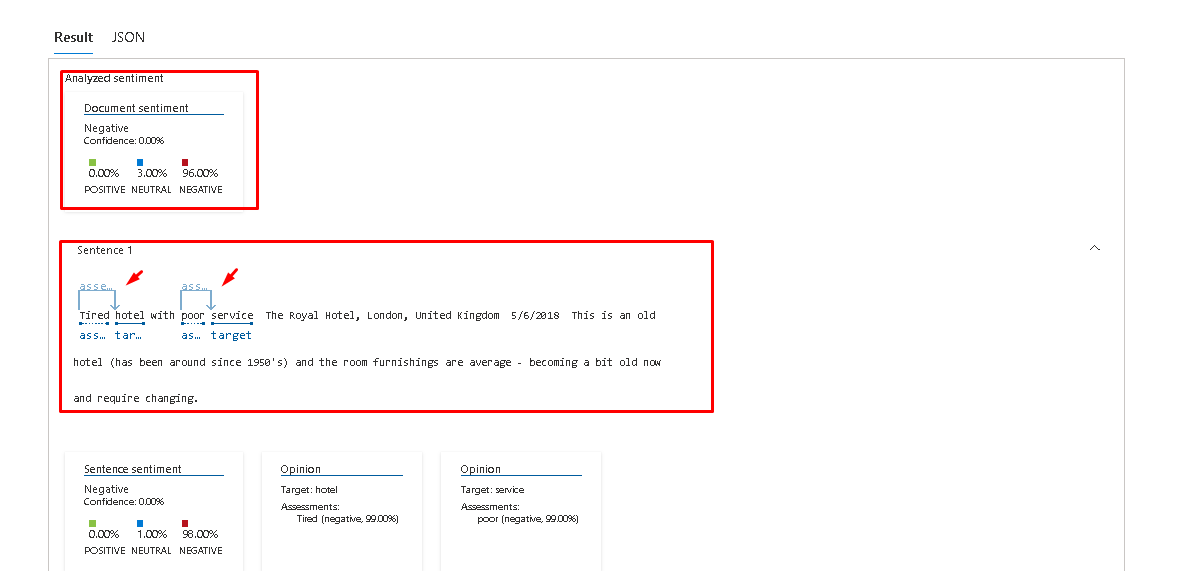 Result JSON
Analyzed sentiment
Document sentiment
Negative
Confidence: 0.00%
0.00% 3.00% 96.00%
POSITIVE NEUTRAL NEGATIVE
Sentence 1
asse... ass...
Tired hotel with poor service The Royal Hotel, London, United Kingdom 5/6/2018 This is an old
ass... tar... as... target
hotel (has been around since 1950's) and the room furnishings are average - becoming a bit old now
and require changing.
Sentence sentiment Opinion Opinion
Negative Target: hotel Target: service
Confidence: 0.00% Assessments: Assessments:
Tired (negative, 99.00%) poor (negative, 99.00%)
0.00% 1.00% 98.00%
POSITIVE NEUTRAL NEGATIVE